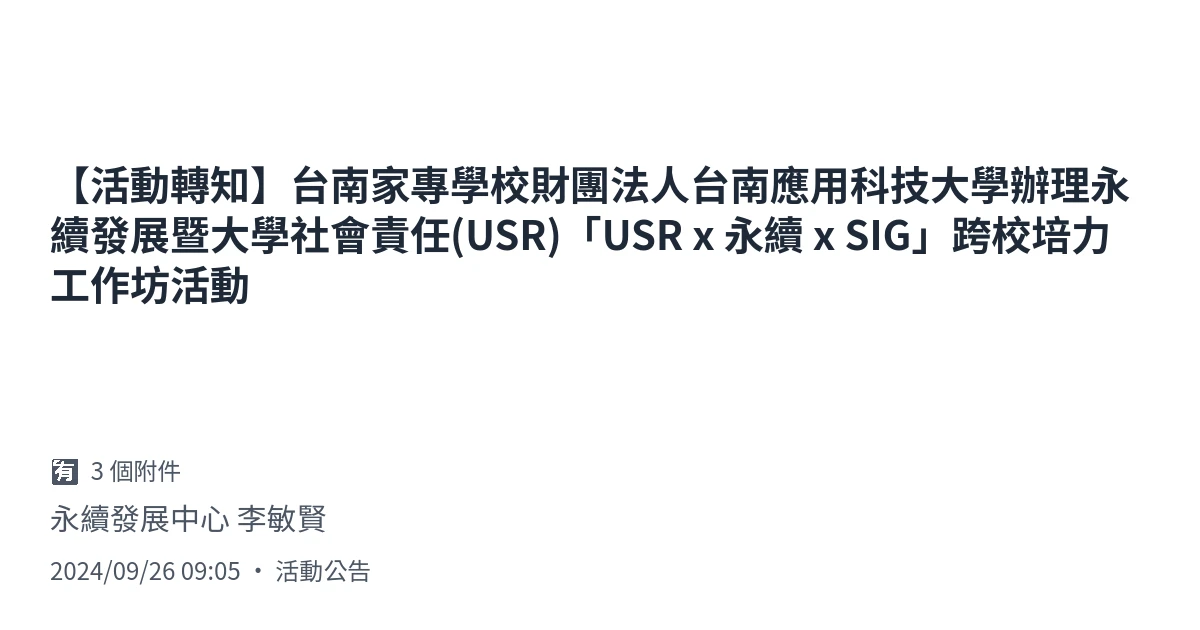 【活動轉知】台南家專學校財團法人台南應用科技大學辦理永
續發展暨大學社會責任(USR)「USR x 永續 x SIG」跨校培力
工作坊活動
有 3 個附件
永續發展中心 李敏賢
2024/09/26 09:05 ・ 活動公告